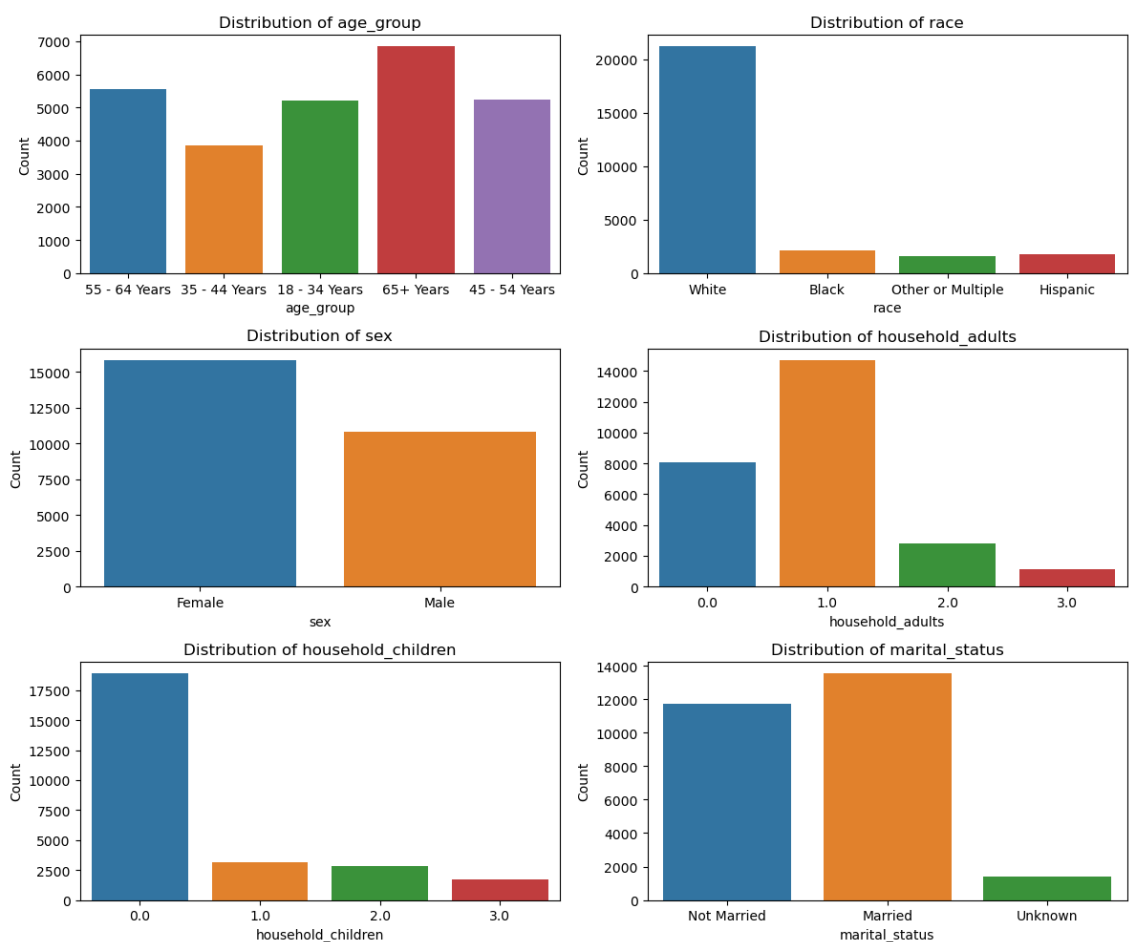 Distribution of age_group
7000
6000
5000
4000
3000
2000
1000
0
Count
55 - 64 Years 35 - 44 Years 18 - 34 Years 65+ Years 45 - 54 Years
age_group
Distribution of race
20000
15000
10000
5000
0
Count
White Black Other or Multiple Hispanic
race
Distribution of sex
15000
12500
10000
7500
5000
2500
0
Count
Female Male
sex
Distribution of household_adults
14000
12000
10000
8000
6000
4000
2000
0
Count
0.0 1.0 2.0 3.0
household_adults
Distribution of household_children
17500
15000
12500
10000
7500
5000
2500
0
Count
0.0 1.0 2.0 3.0
household_children
Distribution of marital_status
14000
12000
10000
8000
6000
4000
2000
0
Count
Not Married Married Unknown
marital_status